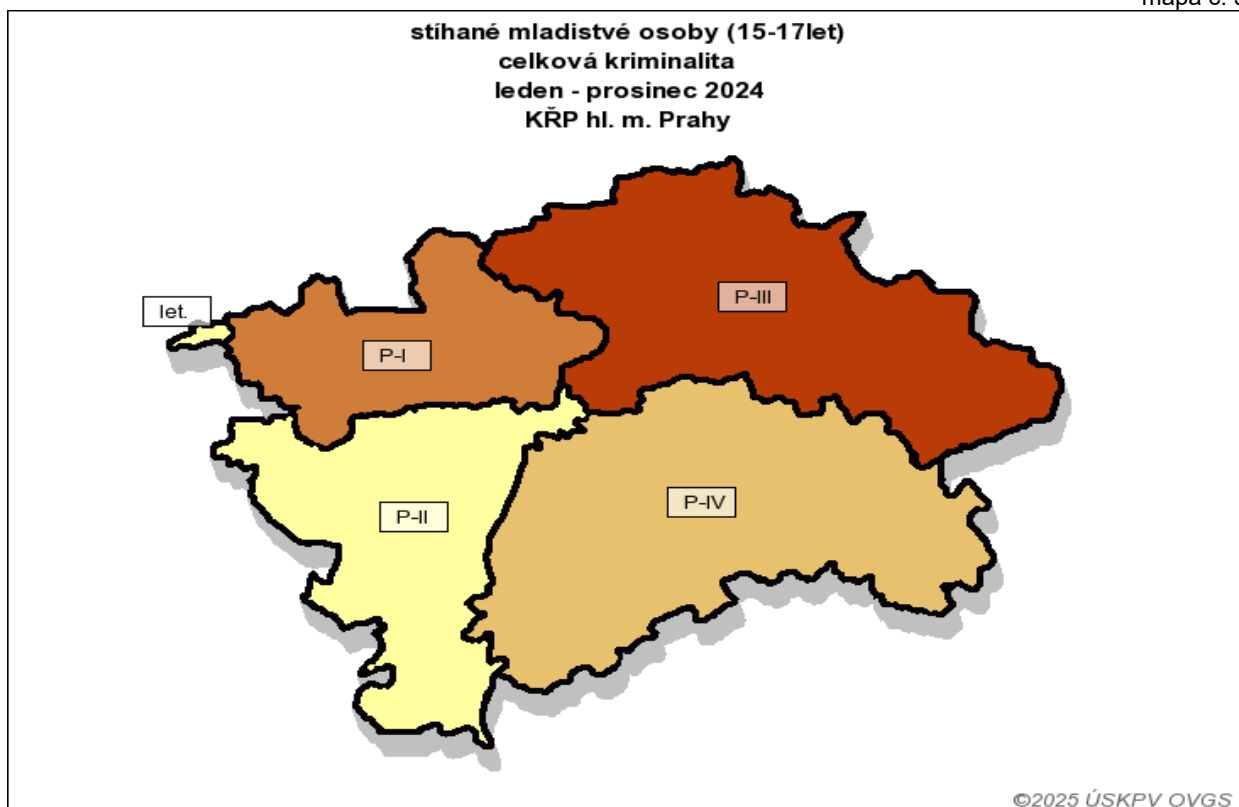 mapa č.
stíhané mladistvé osoby (15-17let)
celková kriminalita
leden - prosinec 2024
KŘP hl. m. Prahy
P-III
let.
P-I
P-IV
P-II
©2025 ÚSKPV OVGS